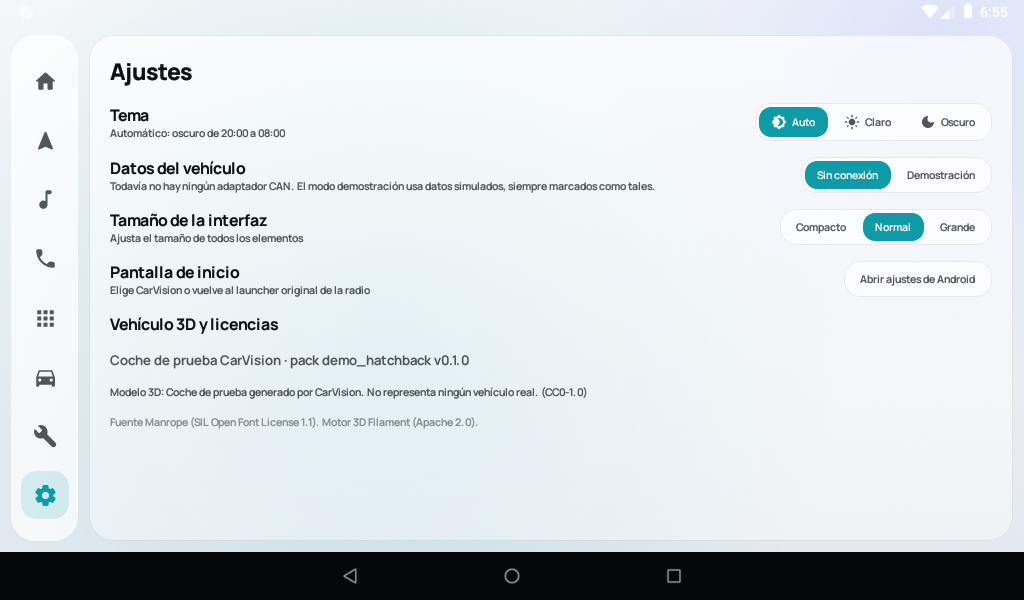 6:55
Ajustes
Tema
Automático: oscuro de 20:00 a 08:00
Auto
Claro
Oscuro
Datos del vehículo
Todavía no hay ningún adaptador CAN. El modo demostración usa datos simulados, siempre marcados como tales.
Sin conexión
Demostración
Tamaño de la interfaz
Ajusta el tamaño de todos los elementos
Compacto
Normal
Grande
Pantalla de inicio
Elige CarVision o vuelve al launcher original de la radio
Abrir ajustes de Android
Vehículo 3D y licencias
Coche de prueba CarVision · pack demo_hatchback v0.1.0
Modelo 3D: Coche de prueba generado por CarVision. No representa ningún vehículo real. (CC0-1.0)
Fuente Manrope (SIL Open Font License 1.1). Motor 3D Filament (Apache 2.0).